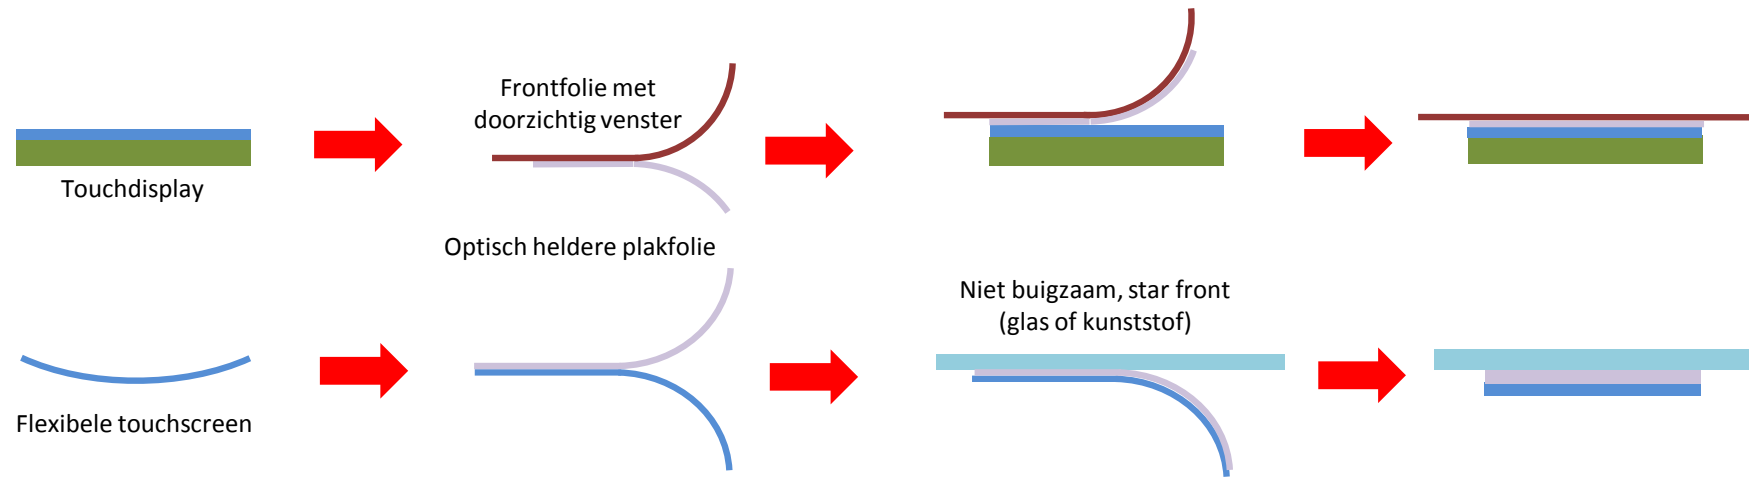 Touchdisplay
Frontfolie met
doorzichtig venster
Optisch heldere plakfolie
Flexibele touchscreen
Niet buigzaam, star front
(glas of kunststof)